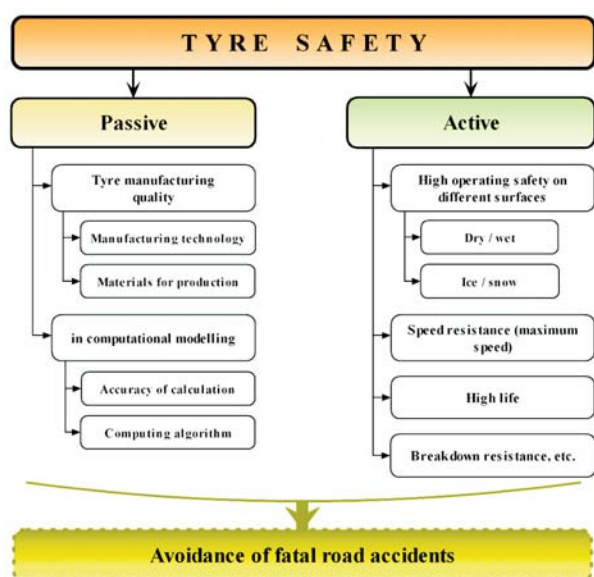 TYRE SAFETY
Passive
Tyre manufacturing
quality
Manufacturing technology
Materials for production
in computational modelling
Accuracy of calculation
Computing algorithm
Active
High operating safety on
different surfaces
Dry / wet
Ice / snow
Speed resistance (maximum
speed)
High life
Breakdown resistance, etc.
Avoidance of fatal road accidents